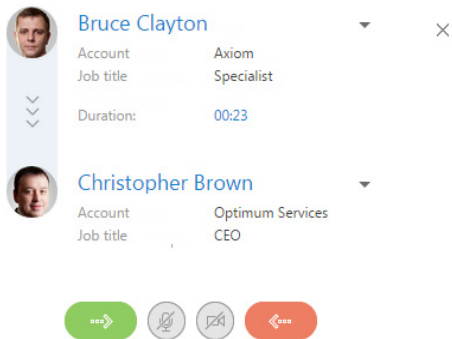 Bruce Clayton
Account Axiom
Job title Specialist
Duration: 00:23
Christopher Brown
Account Optimum Services
Job title CEO